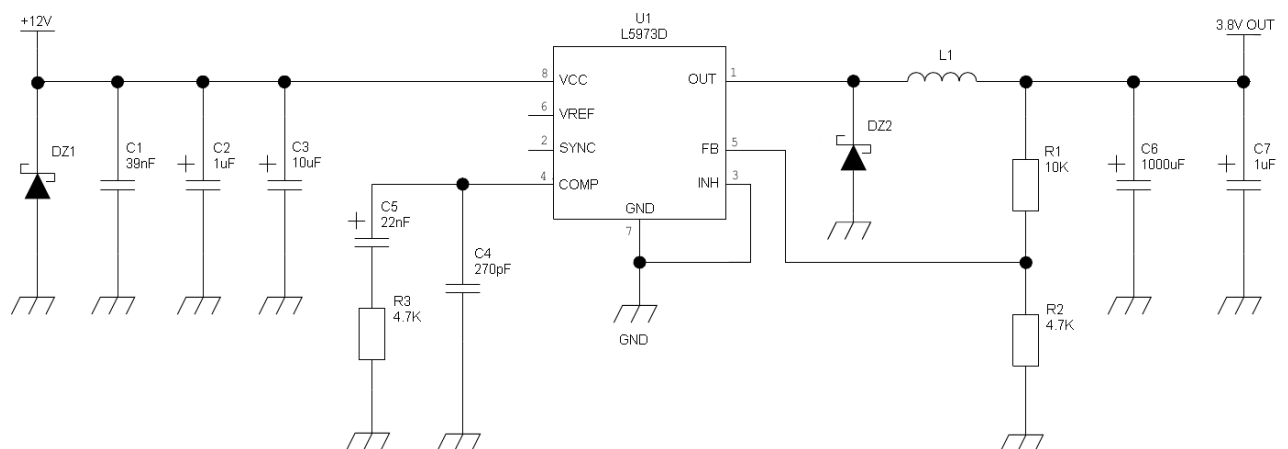 +12V
U1
L5973D
3.8V OUT
8
VCC
OUT
1
L1
6
VREF
2
SYNC
FB
5
4
COMP
INH
3
GND
7
DZ1
C1
39nF
C2
1uF
C3
10uF
DZ2
R1
10K
C6
1000uF
C7
1uF
C5
22nF
C4
270pF
R3
4.7K
R2
4.7K
GND